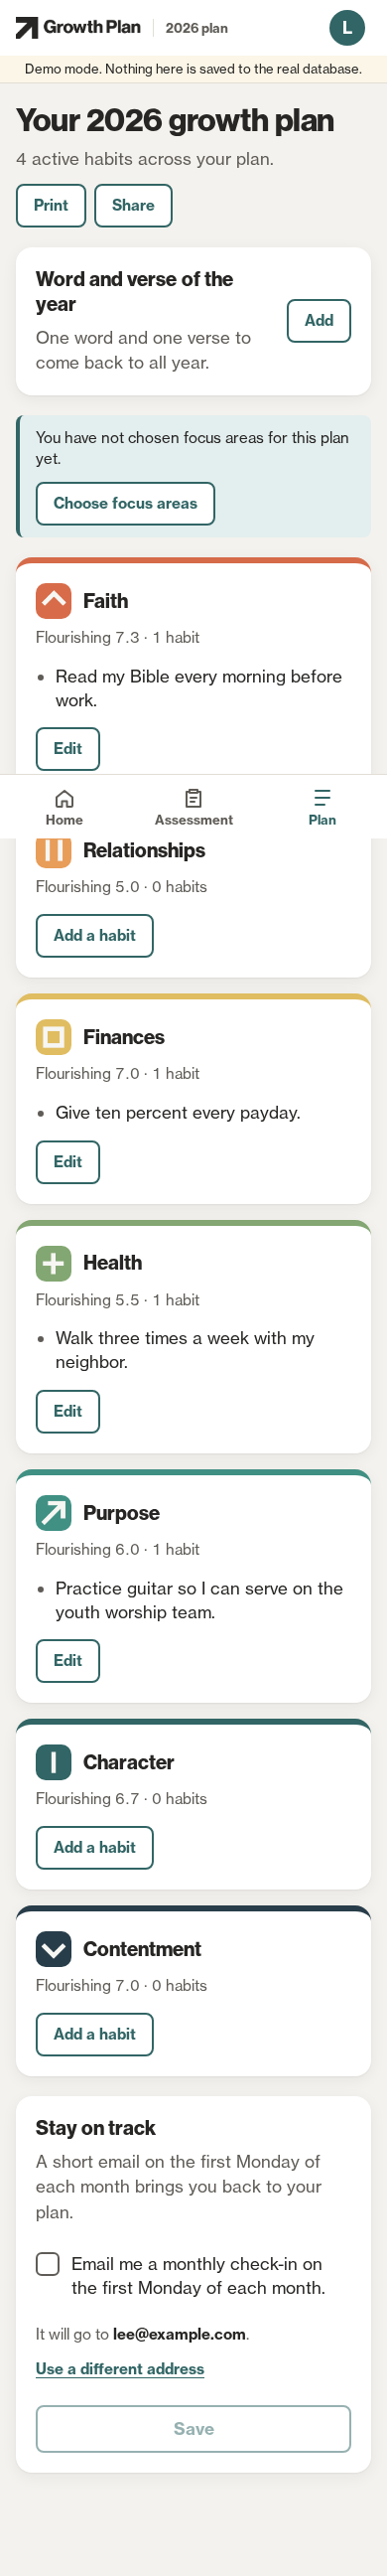 Growth Plan
2026 plan
L
Demo mode. Nothing here is saved to the real database.
Your 2026 growth plan
4 active habits across your plan.
Print
Share
Word and verse of the
year
One word and one verse to
come back to all year.
Add
You have not chosen focus areas for this plan
yet.
Choose focus areas
Faith
Flourishing 7.3 · 1 habit
• Read my Bible every morning before
work.
Edit
Home
Assessment
Plan
Relationships
Flourishing 5.0 · 0 habits
Add a habit
Finances
Flourishing 7.0 · 1 habit
• Give ten percent every payday.
Edit
Health
Flourishing 5.5 · 1 habit
• Walk three times a week with my
neighbor.
Edit
Purpose
Flourishing 6.0 · 1 habit
• Practice guitar so I can serve on the
youth worship team.
Edit
Character
Flourishing 6.7 · 0 habits
Add a habit
Contentment
Flourishing 7.0 · 0 habits
Add a habit
Stay on track
A short email on the first Monday of
each month brings you back to your
plan.
Email me a monthly check-in on
the first Monday of each month.
It will go to lee@example.com.
Use a different address
Save